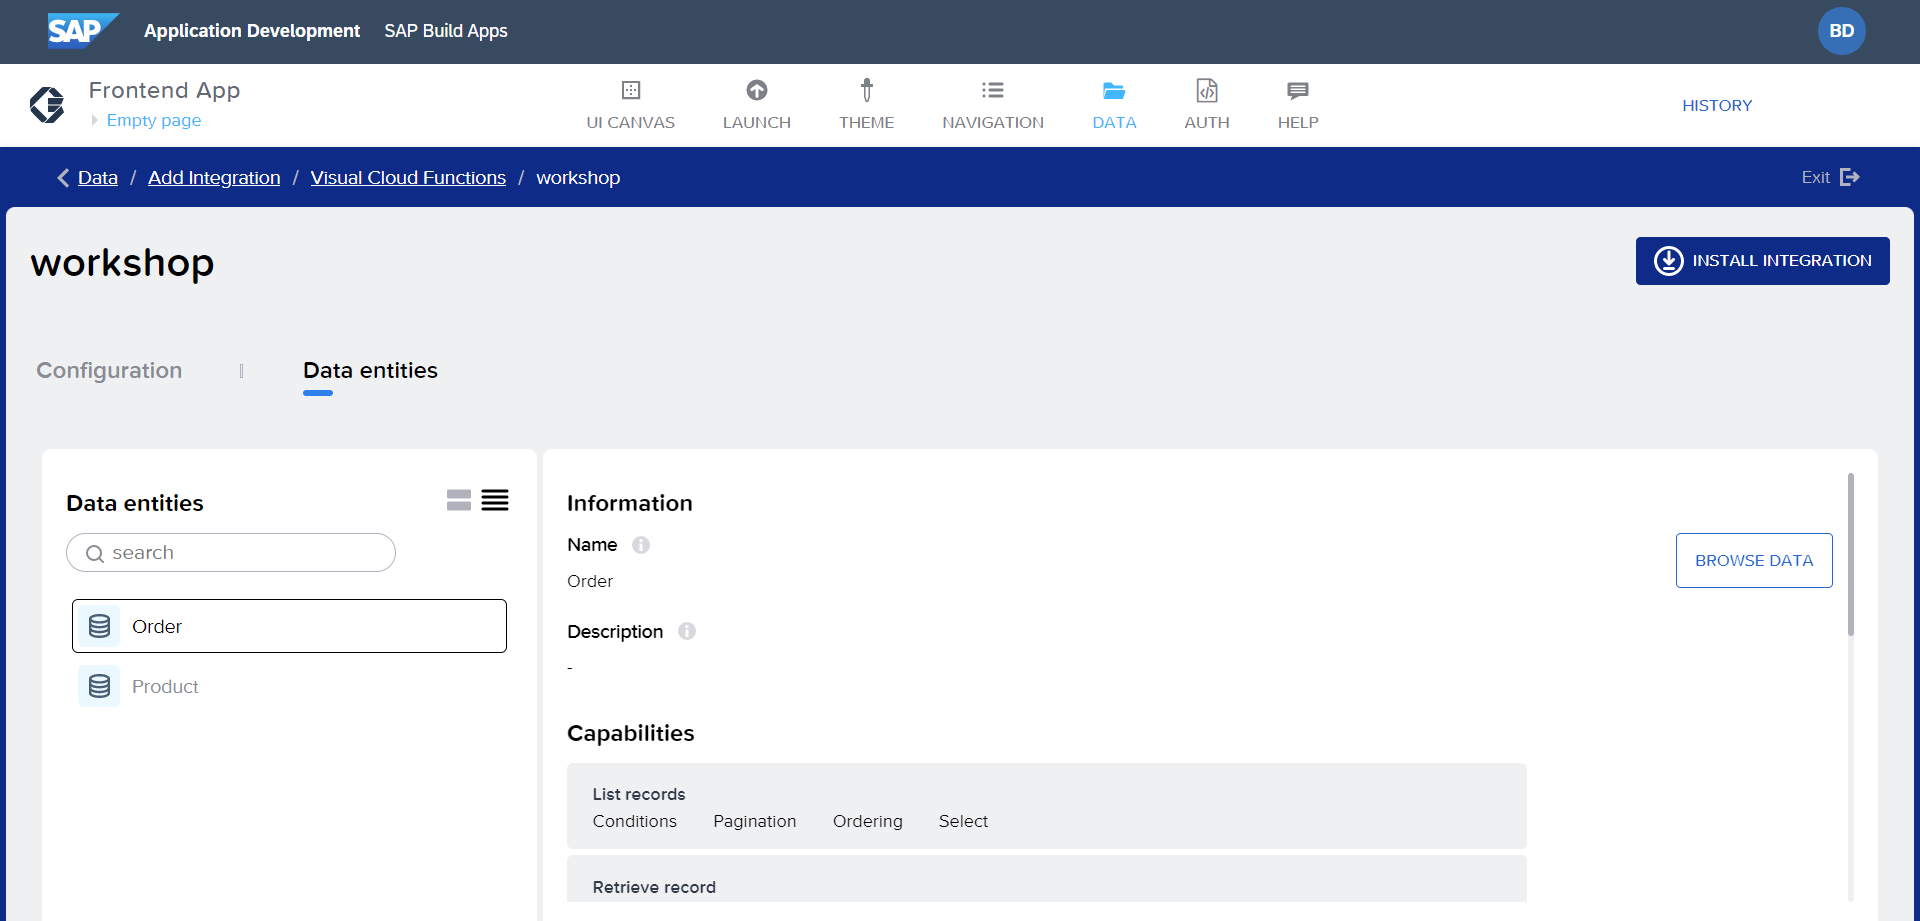 SAP Application Development SAP Build Apps BD
Frontend App
Empty page
UI CANVAS LAUNCH THEME NAVIGATION DATA AUTH HELP
HISTORY
Data / Add Integration / Visual Cloud Functions / workshop
Exit
workshop
INSTALL INTEGRATION
Configuration
Data entities
Data entities
search
Order
Product
Information
Name
Order
BROWSE DATA
Description
-
Capabilities
List records
Conditions Pagination Ordering Select
Retrieve record